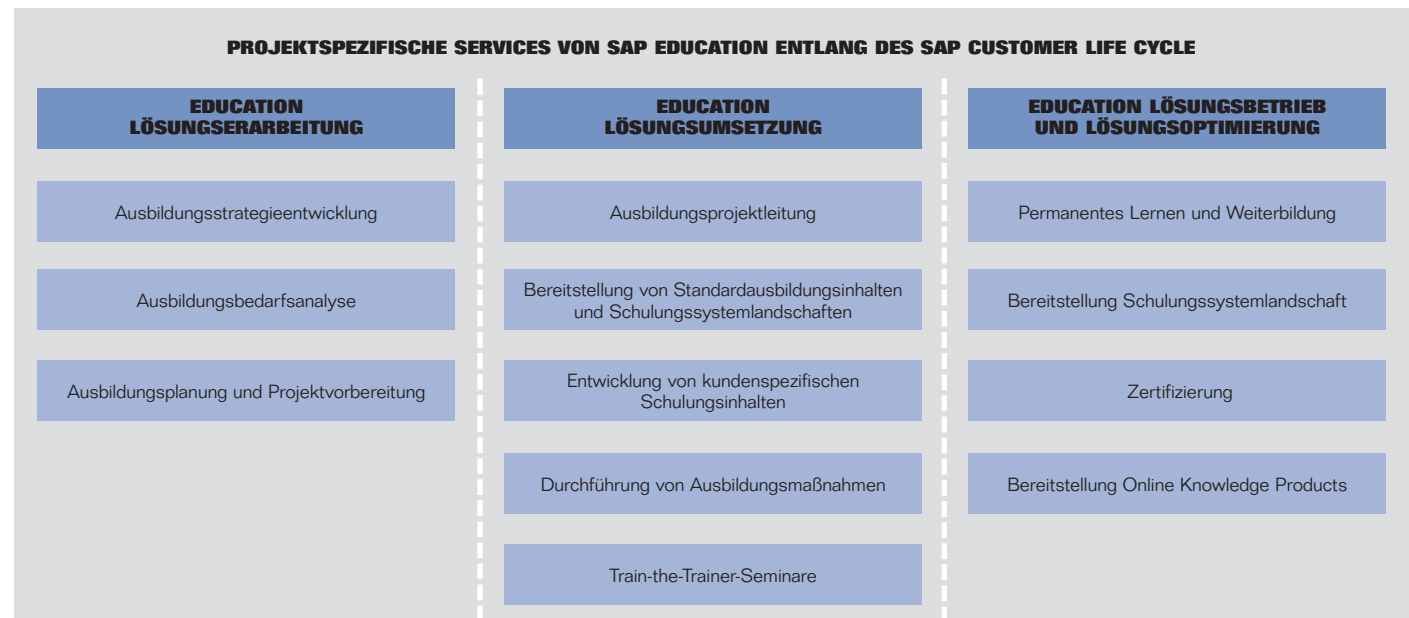 PROJEKTSPEZIFISCHE SERVICES VON SAP EDUCATION ENTLANG DES SAP CUSTOMER LIFE CYCLE
EDUCATION
LÖSUNGSERARBEITUNG
Ausbildungsstrategieentwicklung
Ausbildungsbedarfsanalyse
Ausbildungsplanung und Projektvorbereitung
EDUCATION
LÖSUNGSUMSETZUNG
Ausbildungsprojektleitung
Bereitstellung von Standardausbildungsinhalten
und Schulungssystemlandschaften
Entwicklung von kundenspezifischen
Schulungsinhalten
Durchführung von Ausbildungsmaßnahmen
Train-the-Trainer-Seminare
EDUCATION LÖSUNGSBETRIEB
UND LÖSUNGSOPTIMIERUNG
Permanentes Lernen und Weiterbildung
Bereitstellung Schulungssystemlandschaft
Zertifizierung
Bereitstellung Online Knowledge Products